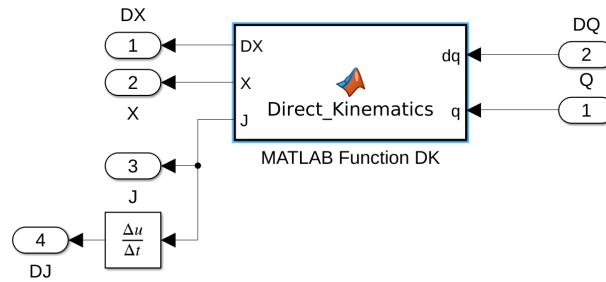 DX
1
DX
DQ
dq
2
2
X
X
Direct_Kinematics
Q
q
1
J
MATLAB Function DK
3
J
Δu
Δt
4
DJ